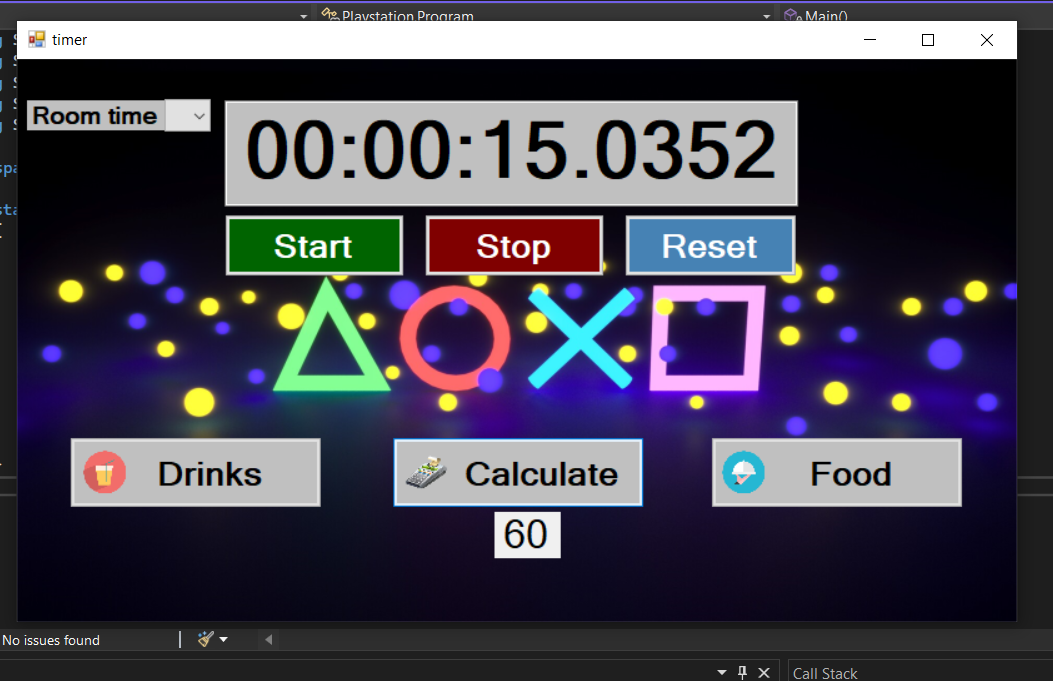 Playstation Program
Main()
timer
Room time
00:00:15.0352
Start
Stop
Reset
Drinks
Calculate
Food
60
No issues found
Call Stack